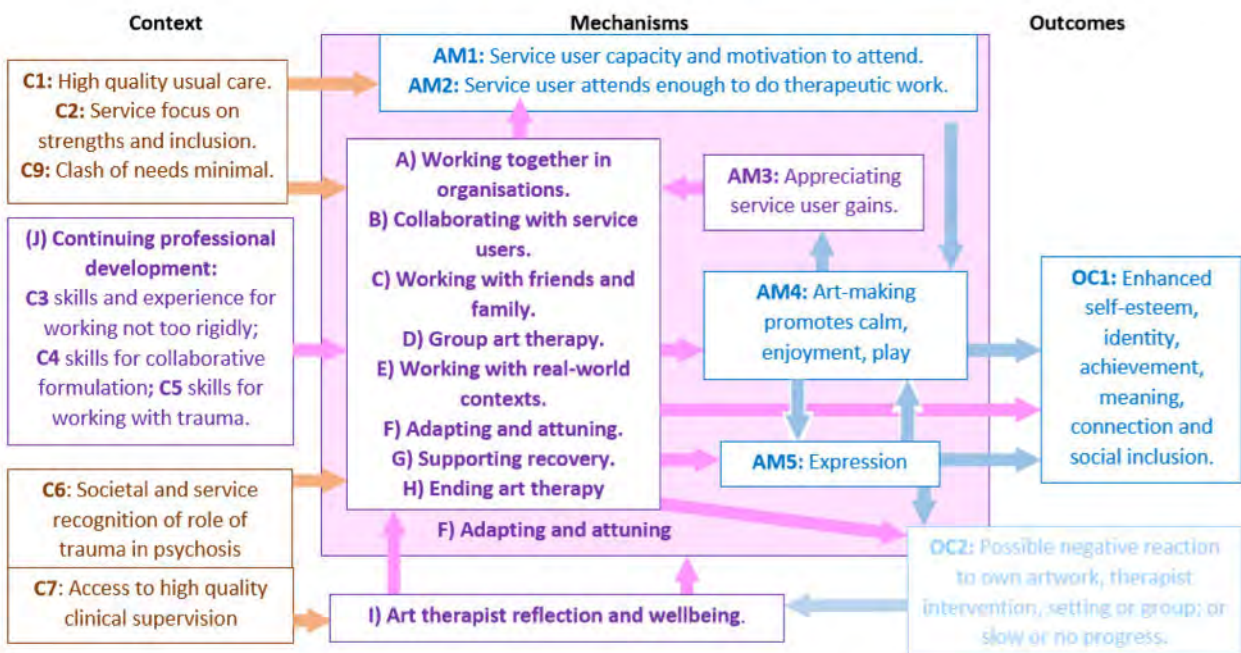 Context
Mechanisms
Outcomes
C1: High quality usual care.
C2: Service focus on
strengths and inclusion.
C9: Clash of needs minimal.
(J) Continuing professional
development:
C3 skills and experience for
working not too rigidly;
C4 skills for collaborative
formulation; C5 skills for
working with trauma.
C6: Societal and service
recognition of role of
trauma in psychosis
C7: Access to high quality
clinical supervision
AM1: Service user capacity and motivation to attend.
AM2: Service user attends enough to do therapeutic work.
A) Working together in
organisations.
B) Collaborating with service
users.
C) Working with friends and
family.
D) Group art therapy.
E) Working with real-world
contexts.
F) Adapting and attuning.
G) Supporting recovery.
H) Ending art therapy
F) Adapting and attuning
I) Art therapist reflection and wellbeing.
AM3: Appreciating
service user gains.
AM4: Art-making
promotes calm,
enjoyment, play
AM5: Expression
OC1: Enhanced
self-esteem,
identity,
achievement,
meaning,
connection and
social inclusion.
OC2: Possible negative reaction
to own artwork, therapist
intervention, setting or group; or
slow or no progress.